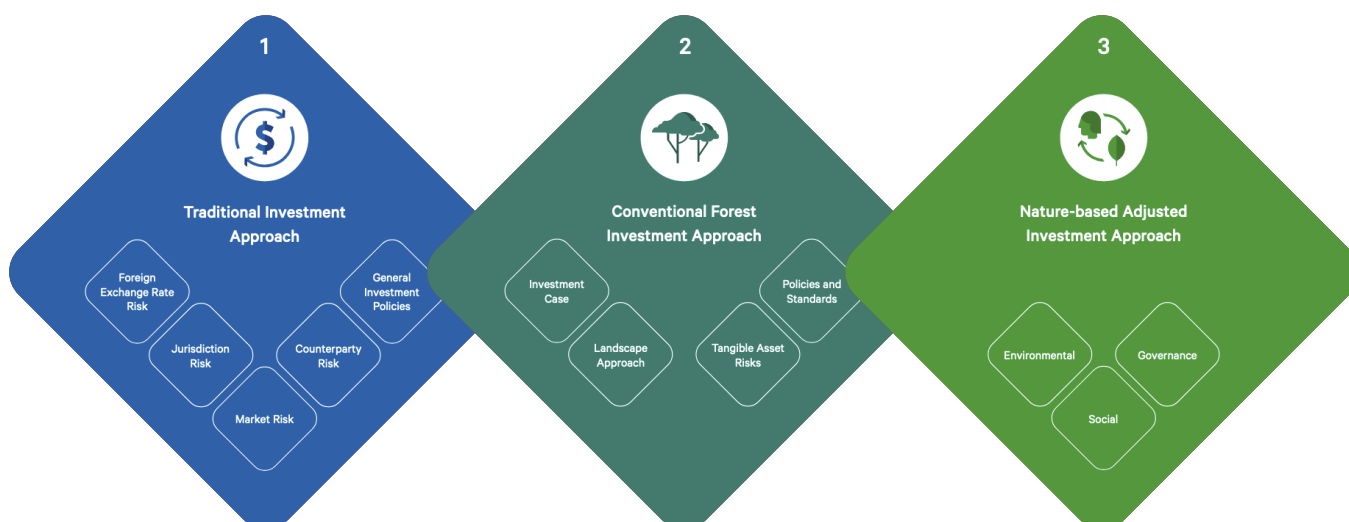 1
$
Traditional Investment
Approach
Foreign
Exchange Rate
Risk
Jurisdiction
Risk
Market Risk
Counterparty
Risk
General
Investment
Policies
2
Conventional Forest
Investment Approach
Investment
Case
Landscape
Approach
Tangible Asset
Risks
Policies and
Standards
3
Nature-based Adjusted
Investment Approach
Environmental
Social
Governance